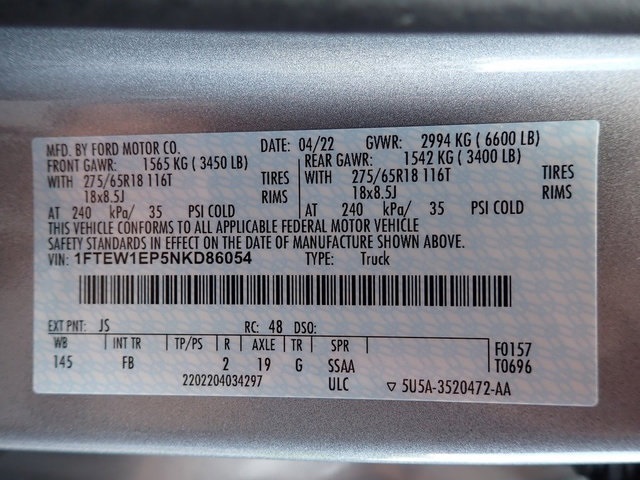 MFD. BY FORD MOTOR CO. DATE: 04/22 GVWR: 2994 KG ( 6600 LB)
FRONT GAWR: 1565 KG ( 3450 LB) REAR GAWR: 1542 KG ( 3400 LB)
WITH 275/65R18 116T TIRES WITH 275/65R18 116T TIRES
18x8.5J RIMS 18x8.5J RIMS
AT 240 kPa/ 35 PSI COLD AT 240 kPa/ 35 PSI COLD
THIS VEHICLE CONFORMS TO ALL APPLICABLE FEDERAL MOTOR VEHICLE
SAFETY STANDARDS IN EFFECT ON THE DATE OF MANUFACTURE SHOWN ABOVE.
VIN: 1FTEW1EP5NKD86054 TYPE: Truck
EXT PNT: JS RC: 48 DSO:
WB INT TR TP/PS R AXLE TR SPR F0157
145 FB 2 19 G SSAA T0696
2202204034297 ULC ▽ 5U5A-3520472-AA